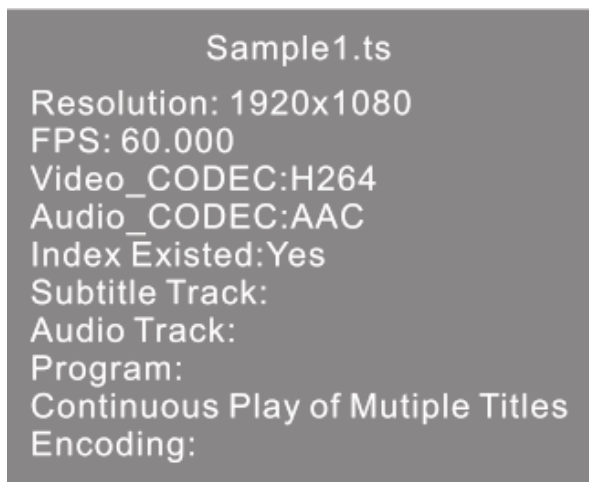 Sample1.ts
Resolution: 1920x1080
FPS: 60.000
Video_CODEC:H264
Audio_CODEC:AAC
Index Existed:Yes
Subtitle Track:
Audio Track:
Program:
Continuous Play of Mutiple Titles
Encoding: